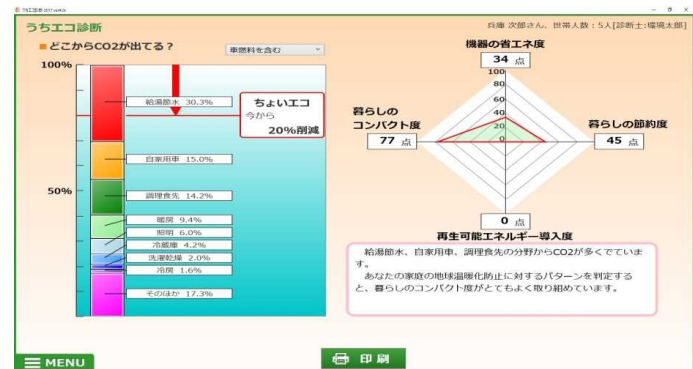 うちエコ診断
兵庫 次郎さん、世帯人数：5人[診断士:環境太郎]
■どこからCO2が出てる？
車燃料を含む
100%
50%
給湯節水 30.3%
自家用車 15.0%
調理食先 14.2%
暖房 9.4%
照明 6.0%
冷蔵庫 4.2%
洗濯乾燥 2.0%
冷房 1.6%
そのほか 17.3%
ちょいエコ
今から
20%削減
機器の省エネ度
34 点
100
80
60
40
20
0
暮らしの
コンパクト度
77 点
暮らしの節約度
45 点
0 点
再生可能エネルギー導入度
給湯節水、自家用車、調理食先の分野からCO2が多くでていま
す。
あなたの家庭の地球温暖化防止に対するパターンを判定する
と、暮らしのコンパクト度がとてもよく取り組めています。
MENU
印刷